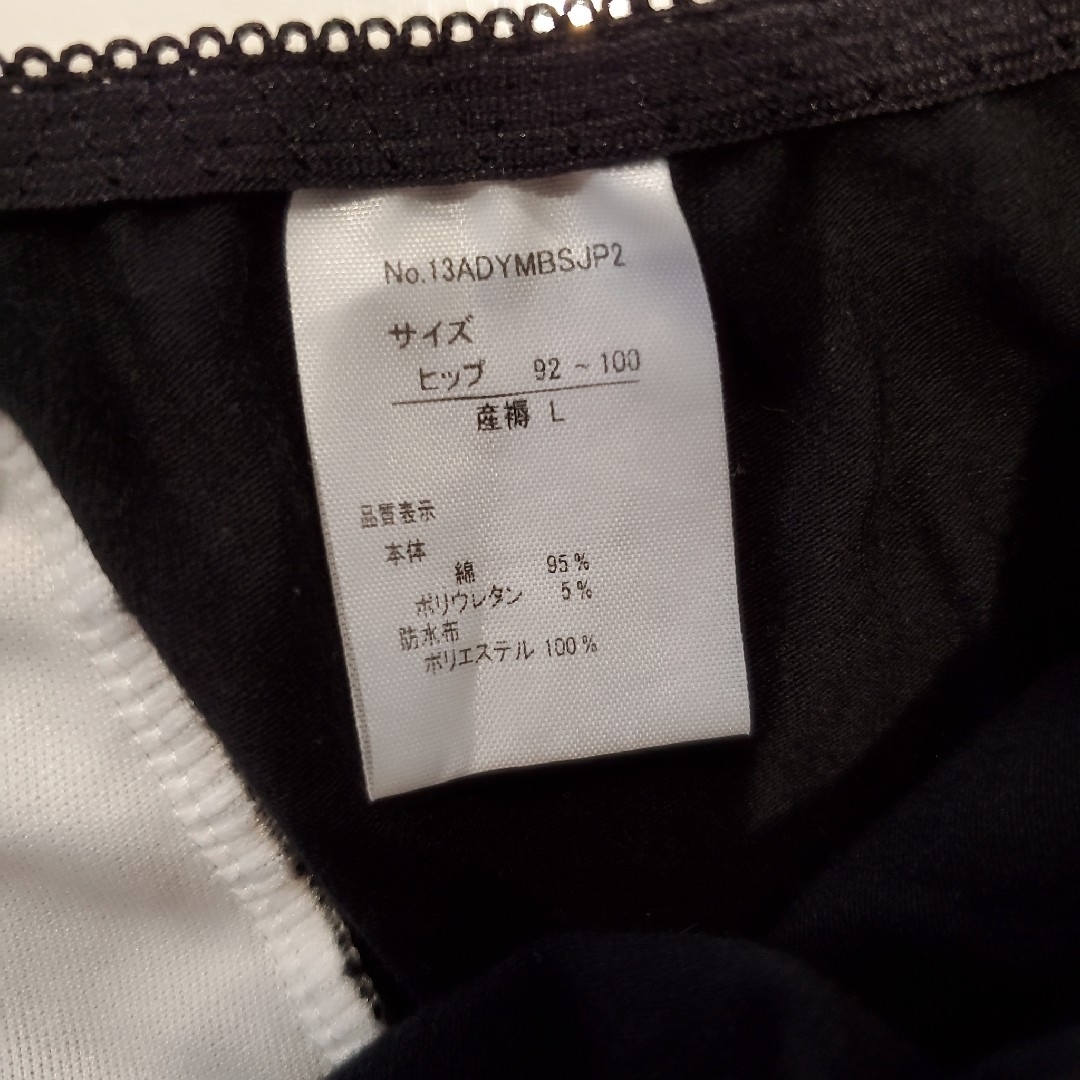 No.13ADYMBSJP2
サイズ
ヒップ 92 ~ 100
産褥 L
品質表示
本体
綿 95%
ポリウレタン 5%
防水布
ポリエステル 100%